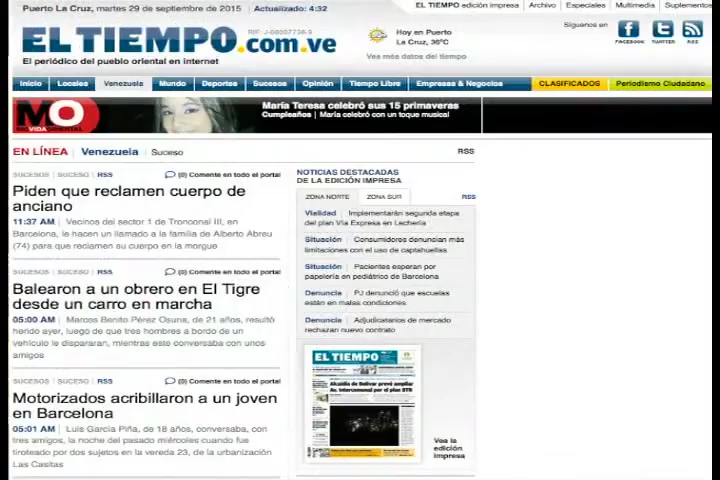 Puerto La Cruz, martes 29 de septiembre de 2015 | Actualizado: 4:32
EL TIEMPO edición impresa | Archivo | Especiales | Multimedia | Suplementos
EL TIEMPO.com.ve
El periódico del pueblo oriental en internet
Hoy en Puerto
La Cruz, 36ºC
Vea más datos del tiempo
Síguenos en
FACEBOOK TWITTER RSS
Inicio Locales Venezuela Mundo Deportes Sucesos Opinión Tiempo Libre Empresas & Negocios CLASIFICADOS Periodismo Ciudadano
MO
MOVIDAORIENTAL
María Teresa celebró sus 15 primaveras
Cumpleaños | María celebró con un toque musical
EN LÍNEA | Venezuela | Suceso RSS
SUCESOS | SUCESO | RSS (0) Comente en todo el portal
Piden que reclamen cuerpo de
anciano
11:37 AM | Vecinos del sector 1 de Tronconal III, en
Barcelona, le hacen un llamado a la familia de Alberto Abreu
(74) para que reclamen su cuerpo en la morgue
SUCESOS | SUCESO | RSS (0) Comente en todo el portal
Balearon a un obrero en El Tigre
desde un carro en marcha
05:00 AM | Marcos Benito Pérez Osuna, de 21 años, resultó
herido ayer, luego de que tres hombres a bordo de un
vehículo le dispararan, mientras este conversaba con unos
amigos
SUCESOS | SUCESO | RSS (0) Comente en todo el portal
Motorizados acribillaron a un joven
en Barcelona
05:01 AM | Luis García Piña, de 18 años, conversaba, con
tres amigos, la noche del pasado miércoles cuando fue
tiroteado por dos sujetos en la vereda 23, de la urbanización
Las Casitas
NOTICIAS DESTACADAS
DE LA EDICIÓN IMPRESA
ZONA NORTE ZONA SUR RSS
Vialidad | Implementarán segunda etapa
del plan Vía Expresa en Lechería
Situación | Consumidores denuncian más
limitaciones con el uso de captahuellas
Situación | Pacientes esperan por
papelería en pediátrico de Barcelona
Denuncia | PJ denunció que escuelas
están en malas condiciones
Denuncia | Adjudicatarios de mercado
rechazan nuevo contrato
EL TIEMPO
Alcaldía de Bolívar prevé ampliar
Av. Intercomunal por el plan BTR
Vea la
edición
impresa